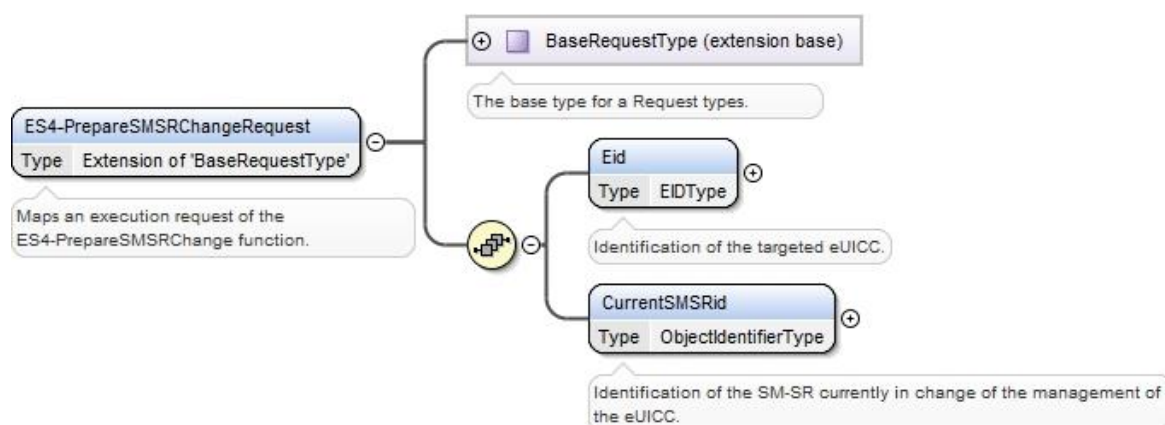 BaseRequestType (extension base)
The base type for a Request types.
ES4-PrepareSMSRChangeRequest
Type Extension of 'BaseRequestType'
Maps an execution request of the
ES4-PrepareSMSRChange function.
Eid
Type EIDType
Identification of the targeted eUICC.
CurrentSMSRid
Type ObjectIdentifierType
Identification of the SM-SR currently in change of the management of
the eUICC.